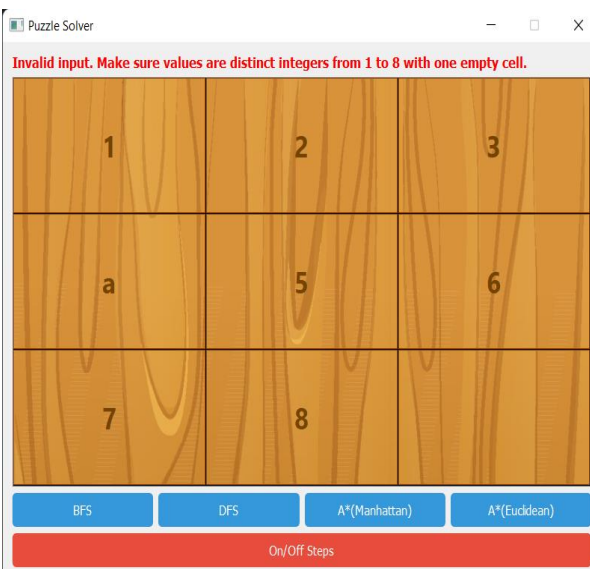 Puzzle Solver
Invalid input. Make sure values are distinct integers from 1 to 8 with one empty cell.
1 2 3
a 5 6
7 8
BFS DFS A*(Manhattan) A*(Euclidean)
On/Off Steps